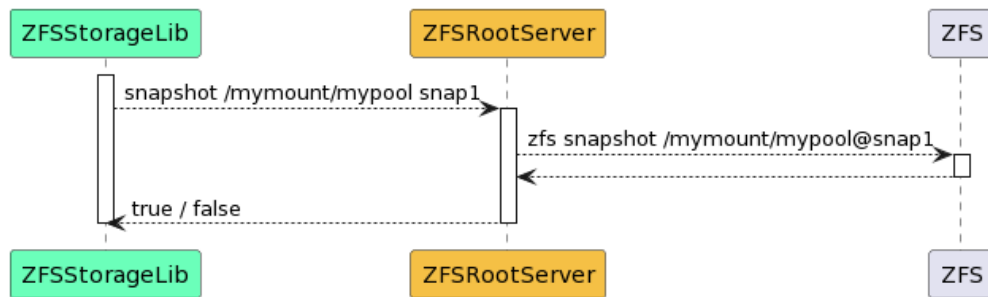 ZFSStorageLib ZFSRootServer ZFS
snapshot /mymount/mypool snap1
zfs snapshot /mymount/mypool@snap1
true / false
ZFSStorageLib ZFSRootServer ZFS